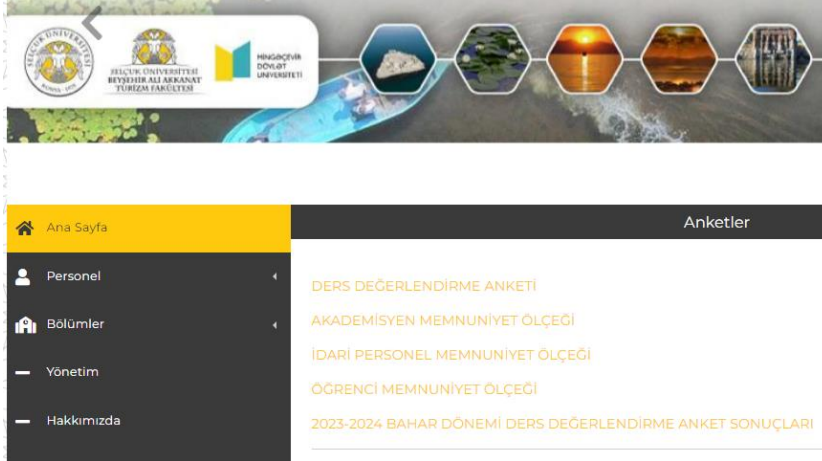 SELÇUK ÜNİVERSİTESİ
BEYŞEHİR ALİ AKKANAT
TURİZM FAKÜLTESİ
MINGƏÇEVİR
DÖVLƏT
UNİVERSİTETİ
Ana Sayfa
Personel
Bölümler
Yönetim
Hakkımızda
Anketler
DERS DEĞERLENDİRME ANKETİ
AKADEMİSYEN MEMNUNİYET ÖLÇEĞİ
İDARİ PERSONEL MEMNUNİYET ÖLÇEĞİ
ÖĞRENCİ MEMNUNİYET ÖLÇEĞİ
2023-2024 BAHAR DÖNEMİ DERS DEĞERLENDİRME ANKET SONUÇLARI